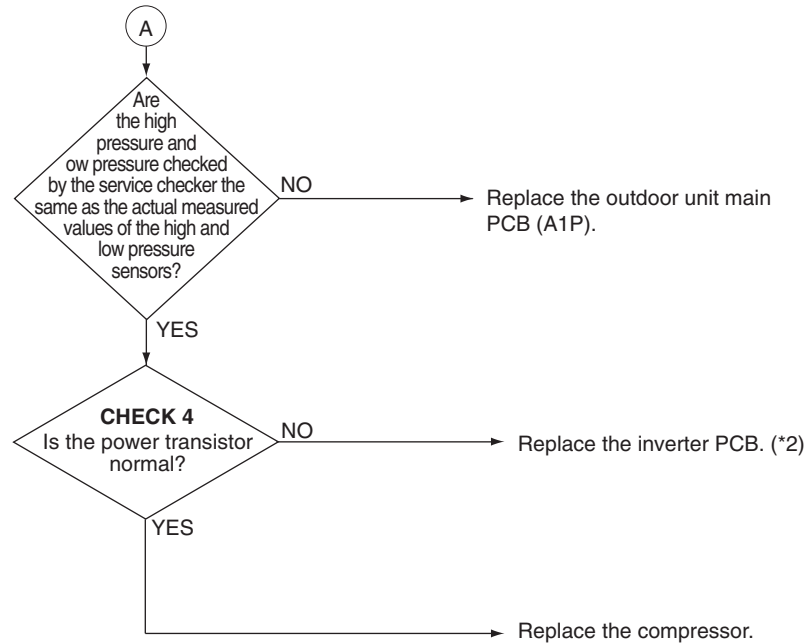 A
Are
the high
pressure and
ow pressure checked
by the service checker the
same as the actual measured
values of the high and
low pressure
sensors?
NO
Replace the outdoor unit main
PCB (A1P).
YES
CHECK 4
Is the power transistor
normal?
NO
Replace the inverter PCB. (*2)
YES
Replace the compressor.